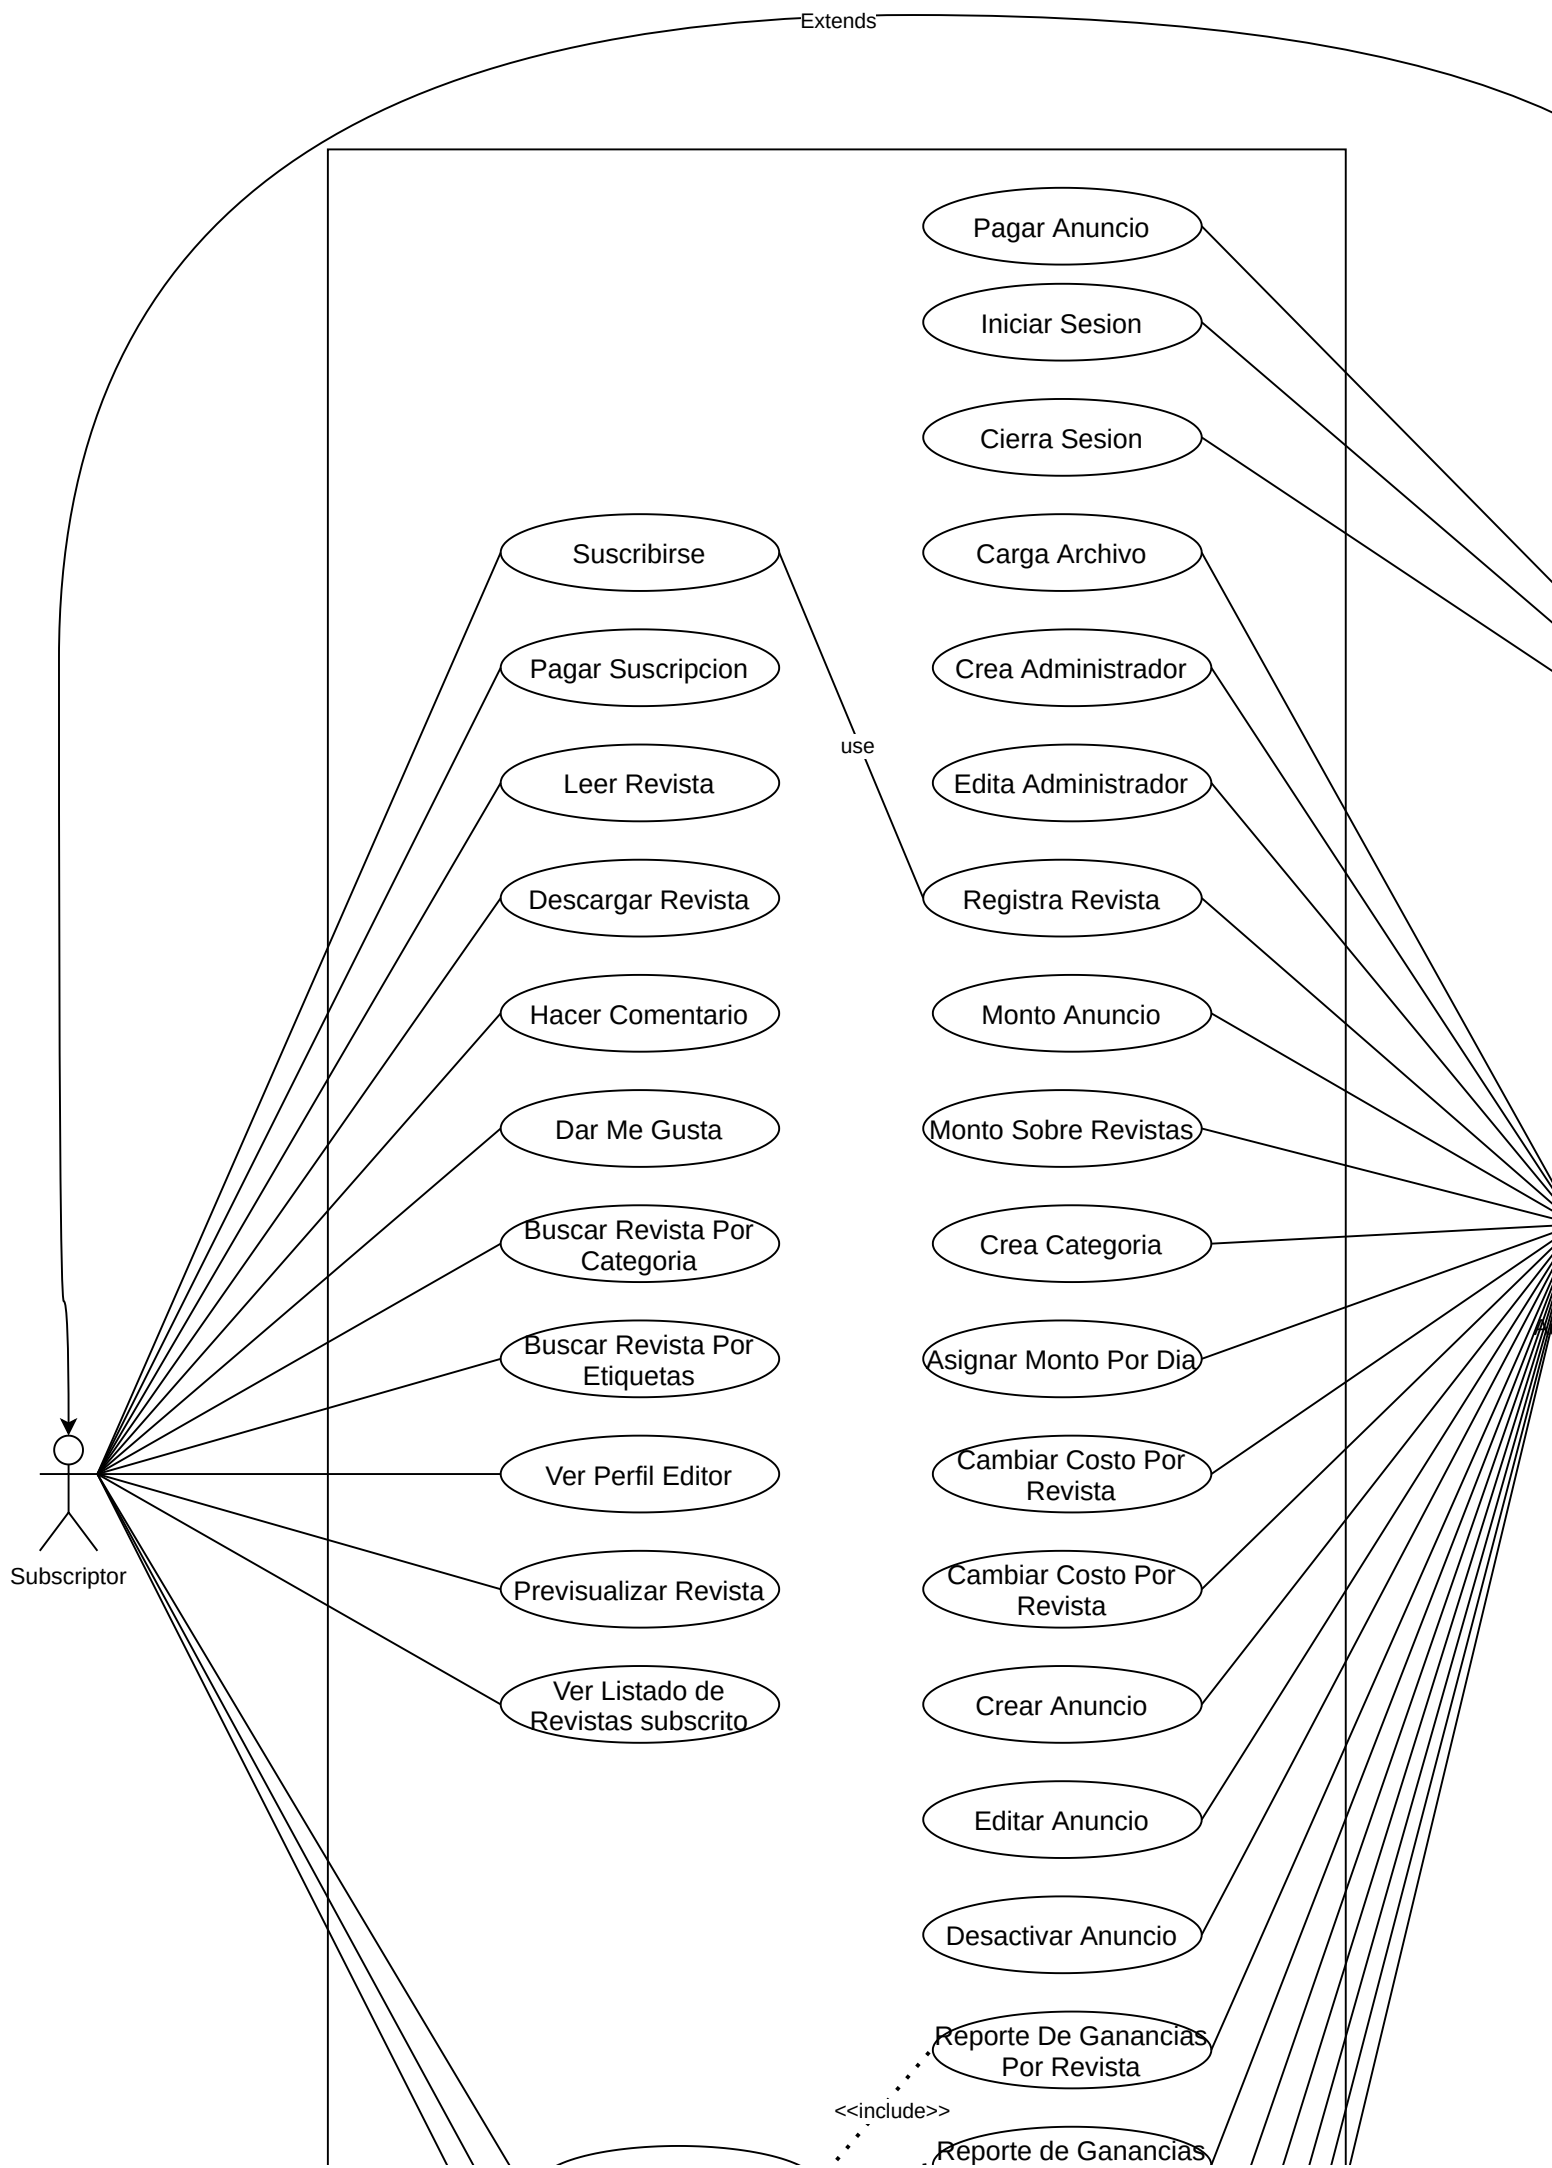 Extends
Pagar Anuncio
Iniciar Sesion
Cierra Sesion
Suscribirse
Carga Archivo
Pagar Suscripcion
Crea Administrador
use
Leer Revista
Edita Administrador
Descargar Revista
Registra Revista
Hacer Comentario
Monto Anuncio
Dar Me Gusta
Monto Sobre Revistas
Buscar Revista Por
Categoria
Crea Categoria
Buscar Revista Por
Etiquetas
Asignar Monto Por Dia
Ver Perfil Editor
Cambiar Costo Por
Revista
Subscriptor
Previsualizar Revista
Cambiar Costo Por
Revista
Ver Listado de
Revistas subscrito
Crear Anuncio
Editar Anuncio
Desactivar Anuncio
Reporte De Ganancias
Por Revista
<<include>>
Reporte de Ganancias